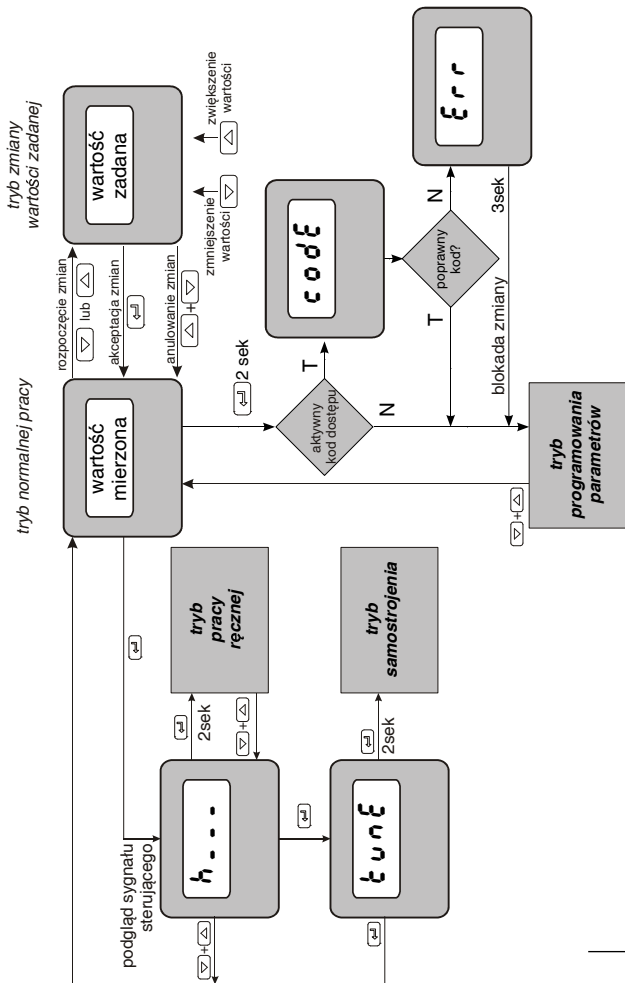 tryb normalnej pracy
tryb zmiany
wartości zadanej
wartość
mierzona
rozpoczęcie zmian
lub
akceptacja zmian
anulowanie zmian
+
wartość
zadana
zmniejszenie
wartości
zwiększenie
wartości
2 sek
aktywny
kod dostępu
T
N
codE
poprawny
kod?
T
N
Err
3sek
blokada zmiany
tryb
programowania
parametrów
+
podgląd sygnału
sterującego
h---
+
2sek
+
tryb
pracy
ręcznej
tunE
2sek
tryb
samostrojenia